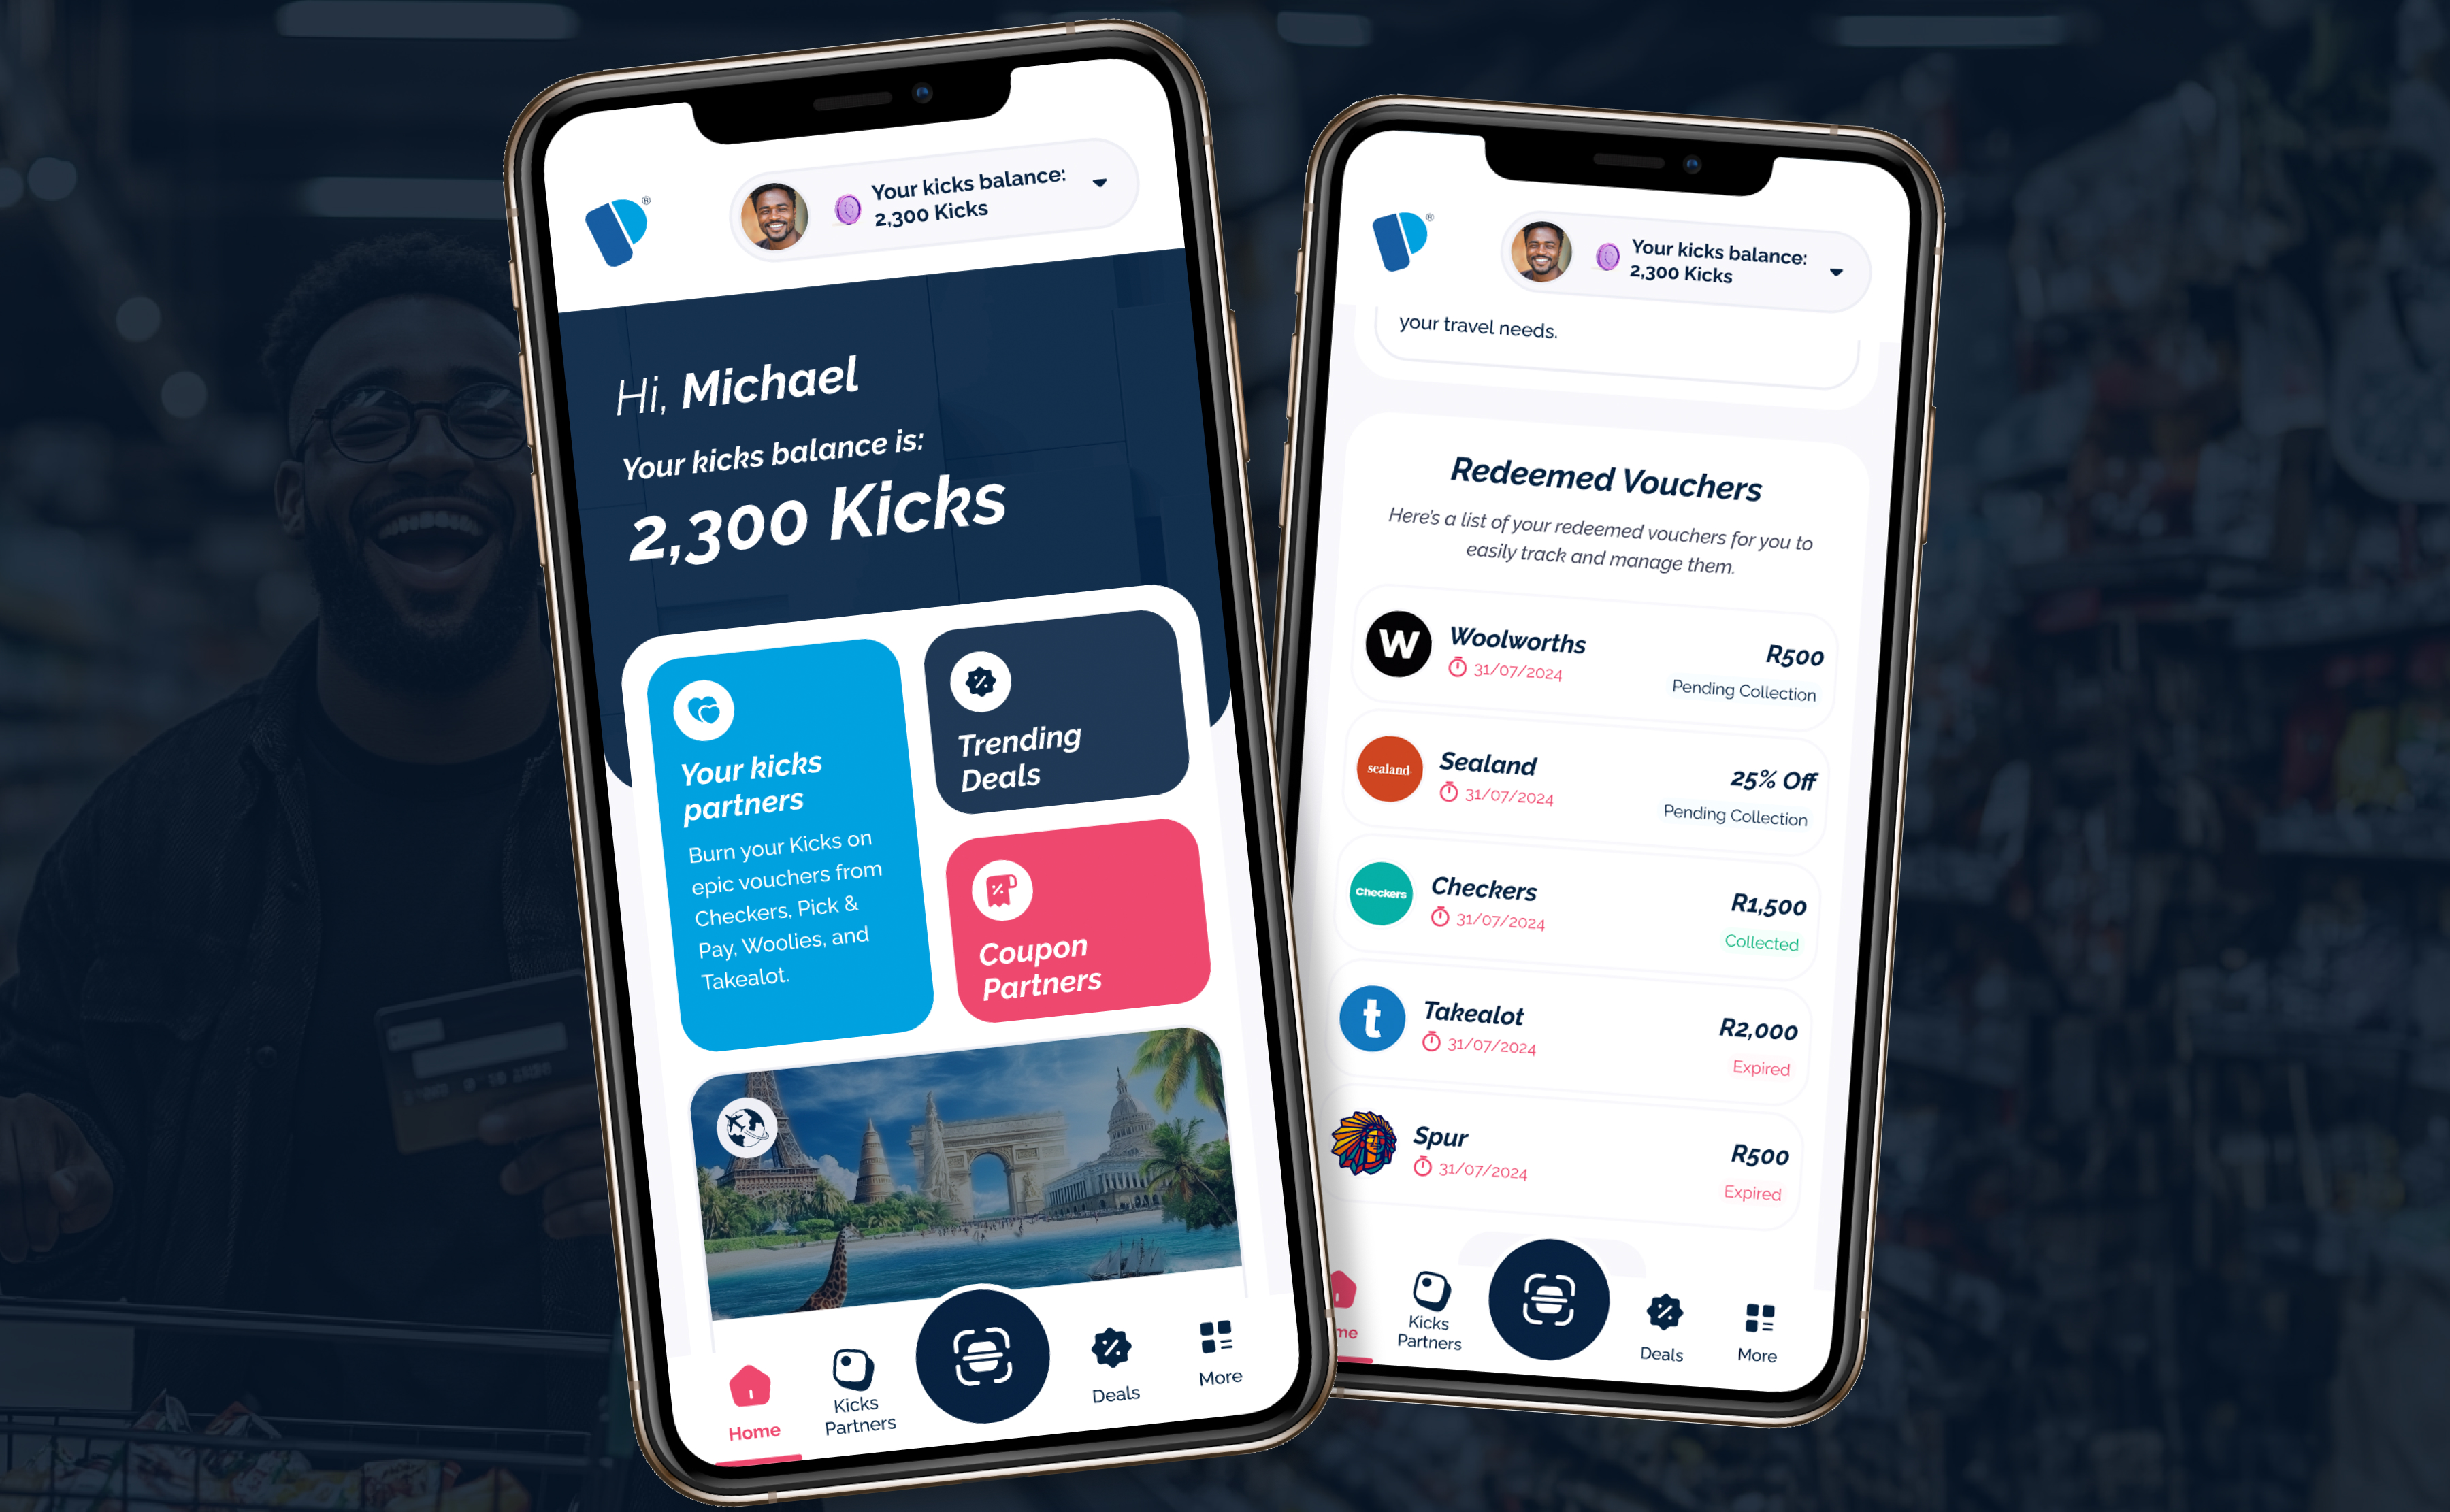 ®
Your kicks balance:
2,300 Kicks
Hi, Michael
Your kicks balance is:
2,300 Kicks
Your kicks
partners
Burn your Kicks on
epic vouchers from
Checkers, Pick &
Pay, Woolies, and
Takealot.
Trending
Deals
Coupon
Partners
Home
Kicks
Partners
Deals
More
®
Your kicks balance:
2,300 Kicks
your travel needs.
Redeemed Vouchers
Here's a list of your redeemed vouchers for you to
easily track and manage them.
W
Woolworths
R500
31/07/2024
Pending Collection
sealand
Sealand
25% Off
31/07/2024
Pending Collection
Checkers
Checkers
R1,500
31/07/2024
Collected
t
Takealot
R2,000
31/07/2024
Expired
Spur
R500
31/07/2024
Expired
me
Kicks
Partners
Deals
More